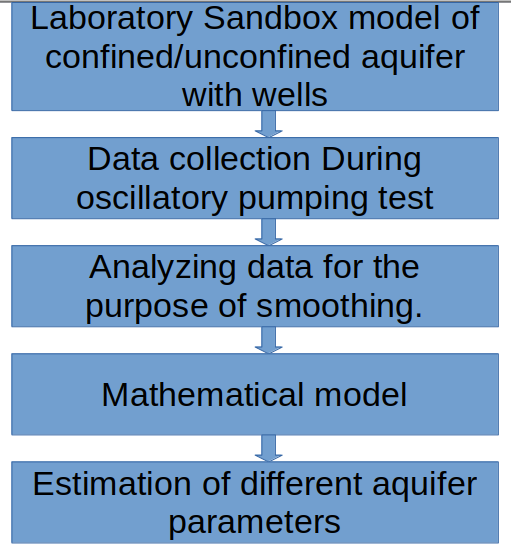 Laboratory Sandbox model of
confined/unconfined aquifer
with wells
Data collection During
oscillatory pumping test
Analyzing data for the
purpose of smoothing.
Mathematical model
Estimation of different aquifer
parameters